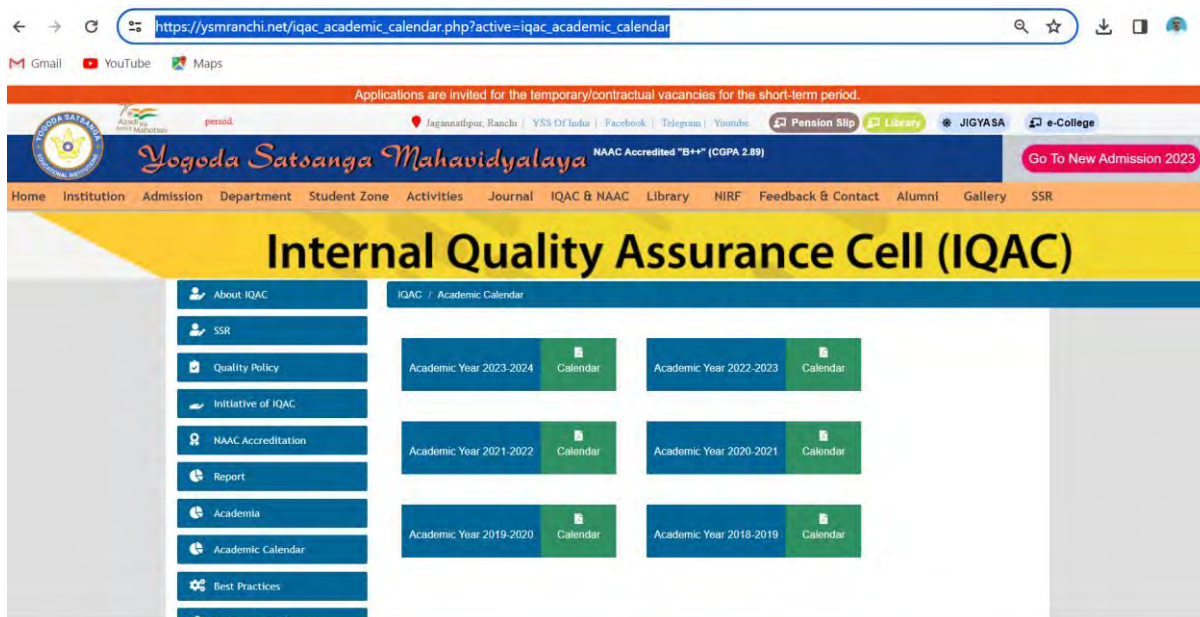 https://ysmranchi.net/iqac_academic_calendar.php?active=iqac_academic_calendar
Gmail YouTube Maps
Applications are invited for the temporary/contractual vacancies for the short-term period.
period. Jagannathpur, Ranchi | YSS Of India | Facebook | Telegram | Youtube Pension Slip Library JIGYASA e-College
Yogoda Satsanga Mahavidyalaya NAAC Accredited "B++" (CGPA 2.89) Go To New Admission 2023
Home Institution Admission Department Student Zone Activities Journal IQAC & NAAC Library NIRF Feedback & Contact Alumni Gallery SSR
Internal Quality Assurance Cell (IQAC)
About IQAC IQAC / Academic Calendar
SSR
Academic Year 2023-2024 Calendar Academic Year 2022-2023 Calendar
Quality Policy
Initiative of IQAC
NAAC Accreditation
Academic Year 2021-2022 Calendar Academic Year 2020-2021 Calendar
Report
Academia
Academic Year 2019-2020 Calendar Academic Year 2018-2019 Calendar
Academic Calendar
Best Practices